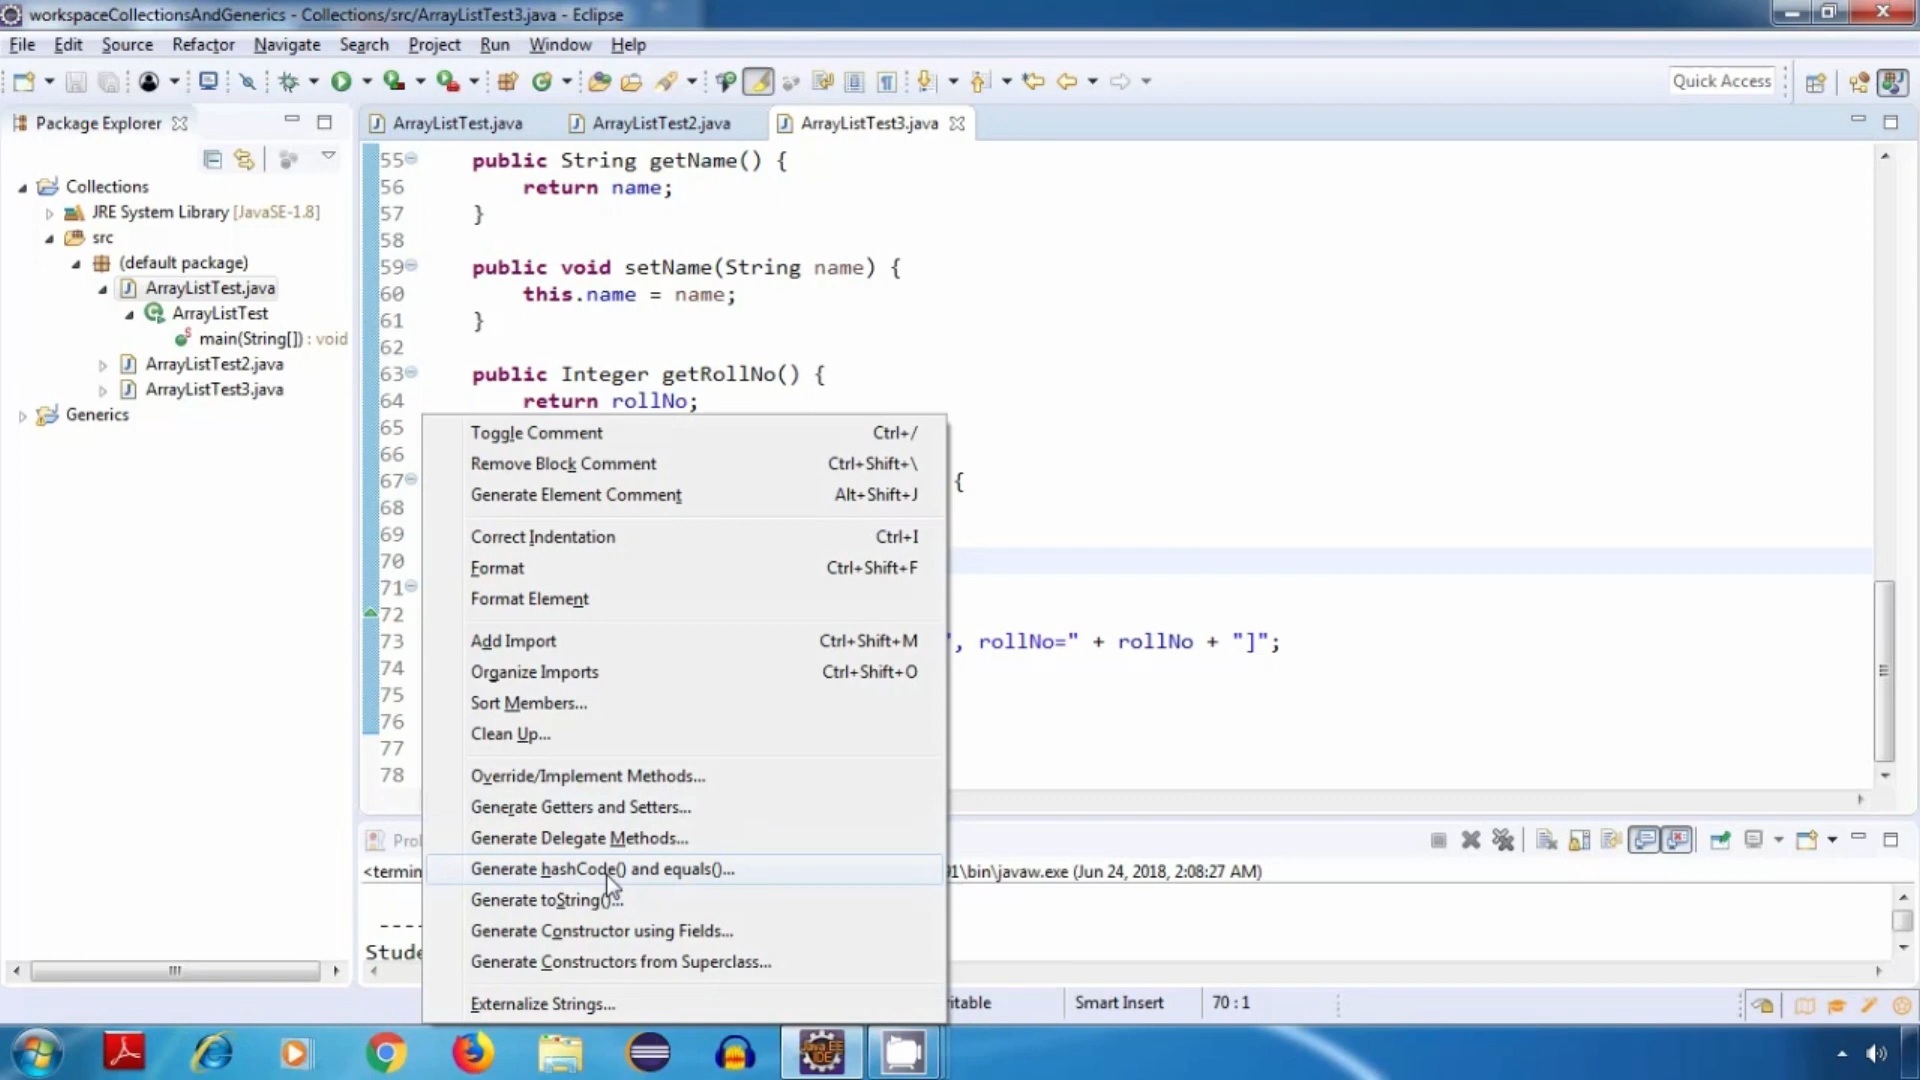 workspaceCollectionsAndGenerics - Collections/src/ArrayListTest3.java - Eclipse
File Edit Source Refactor Navigate Search Project Run Window Help
Quick Access
Package Explorer
ArrayListTest.java ArrayListTest2.java ArrayListTest3.java
Collections
JRE System Library [JavaSE-1.8]
src
(default package)
ArrayListTest.java
ArrayListTest
main(String[]) : void
ArrayListTest2.java
ArrayListTest3.java
Generics
55 public String getName() {
56 return name;
57 }
58
59 public void setName(String name) {
60 this.name = name;
61 }
62
63 public Integer getRollNo() {
64 return rollNo;
65
66
67 {
68
69
70
71
72
73 ", rollNo=" + rollNo + "]";
74
75
76
77
78
Toggle Comment Ctrl+/
Remove Block Comment Ctrl+Shift+\
Generate Element Comment Alt+Shift+J
Correct Indentation Ctrl+I
Format Ctrl+Shift+F
Format Element
Add Import Ctrl+Shift+M
Organize Imports Ctrl+Shift+O
Sort Members...
Clean Up...
Override/Implement Methods...
Generate Getters and Setters...
Generate Delegate Methods...
Generate hashCode() and equals()...
Generate toString()...
Generate Constructor using Fields...
Generate Constructors from Superclass...
Externalize Strings...
Pro
<termin 91\bin\javaw.exe (Jun 24, 2018, 2:08:27 AM)
----
Stude
itable Smart Insert 70 : 1
Java EE
IDE